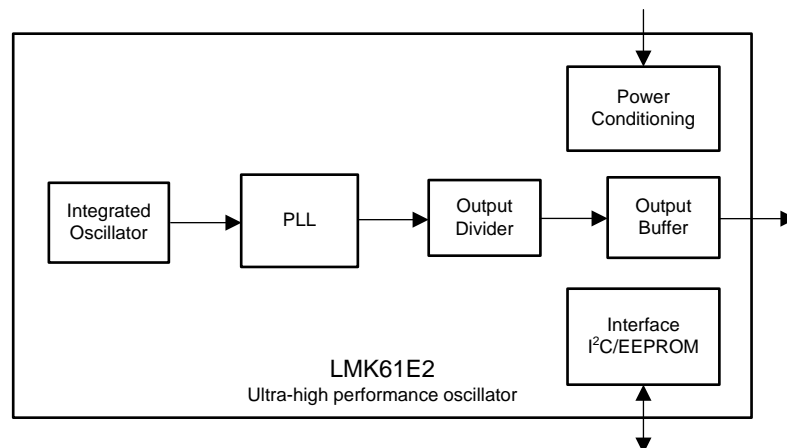 Power
Conditioning
Integrated
Oscillator
PLL
Output
Divider
Output
Buffer
Interface
I²C/EEPROM
LMK61E2
Ultra-high performance oscillator